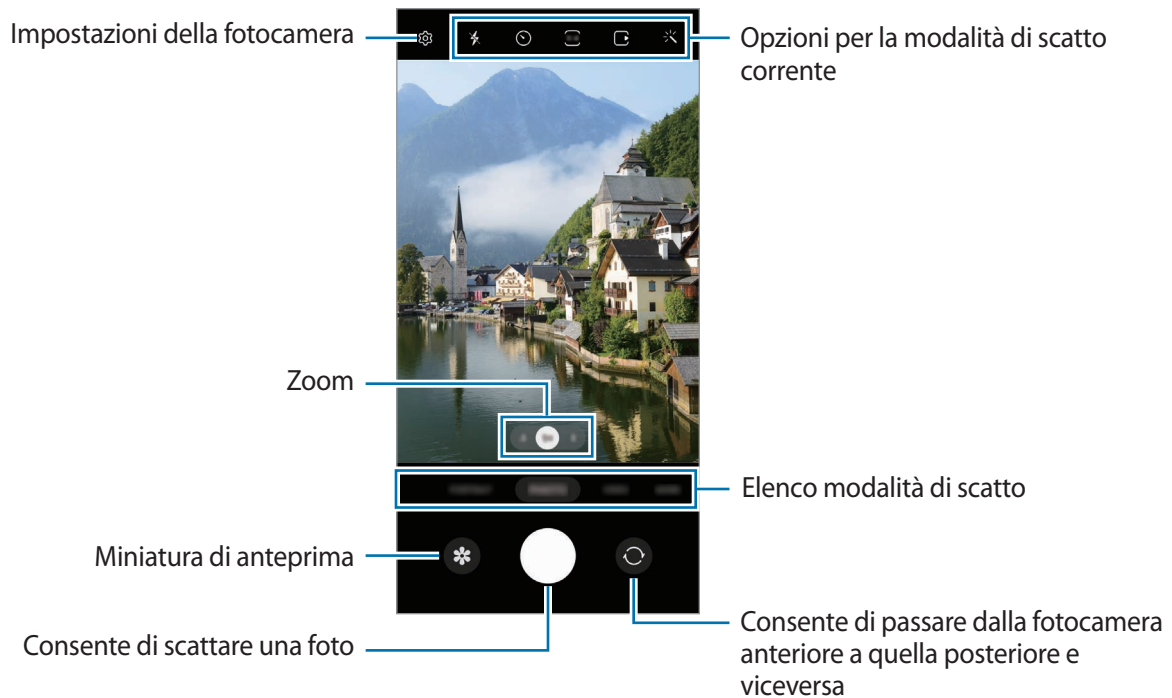 Impostazioni della fotocamera
Opzioni per la modalità di scatto
corrente
Zoom
Elenco modalità di scatto
Miniatura di anteprima
Consente di scattare una foto
Consente di passare dalla fotocamera
anteriore a quella posteriore e
viceversa